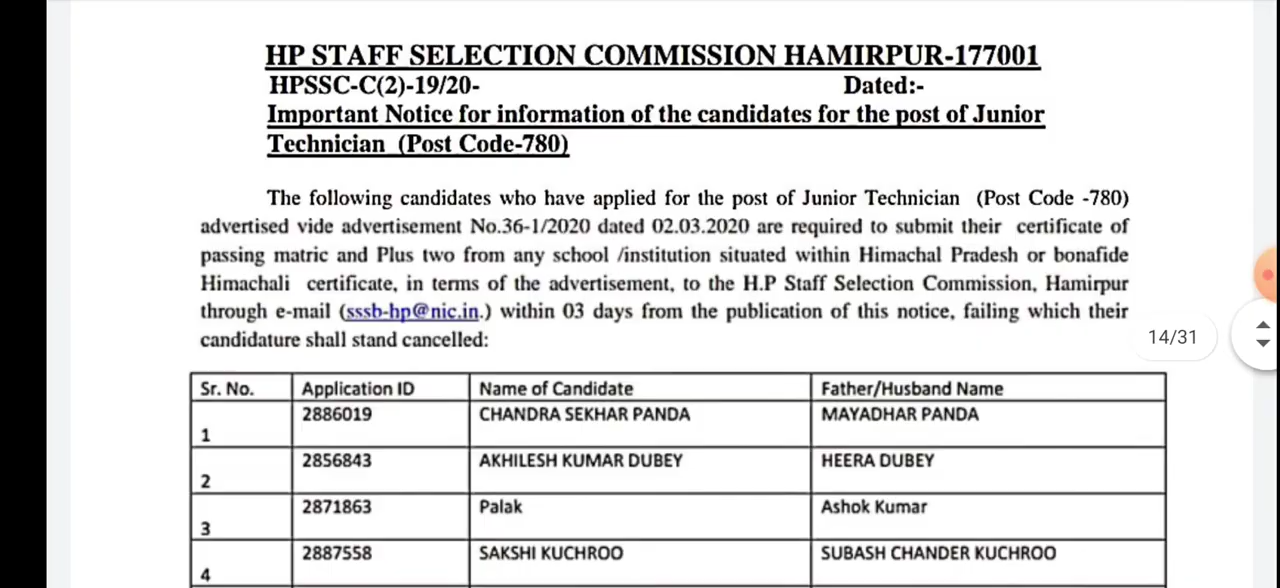 HP STAFF SELECTION COMMISSION HAMIRPUR-177001
HPSSC-C(2)-19/20- Dated:-
Important Notice for information of the candidates for the post of Junior
Technician (Post Code-780)
The following candidates who have applied for the post of Junior Technician (Post Code -780)
advertised vide advertisement No.36-1/2020 dated 02.03.2020 are required to submit their certificate of
passing matric and Plus two from any school /institution situated within Himachal Pradesh or bonafide
Himachali certificate, in terms of the advertisement, to the H.P Staff Selection Commission, Hamirpur
through e-mail (sssb-hp@nic.in.) within 03 days from the publication of this notice, failing which their
candidature shall stand cancelled:
14/31
Sr. No. Application ID Name of Candidate Father/Husband Name
1 2886019 CHANDRA SEKHAR PANDA MAYADHAR PANDA
2 2856843 AKHILESH KUMAR DUBEY HEERA DUBEY
3 2871863 Palak Ashok Kumar
4 2887558 SAKSHI KUCHROO SUBASH CHANDER KUCHROO